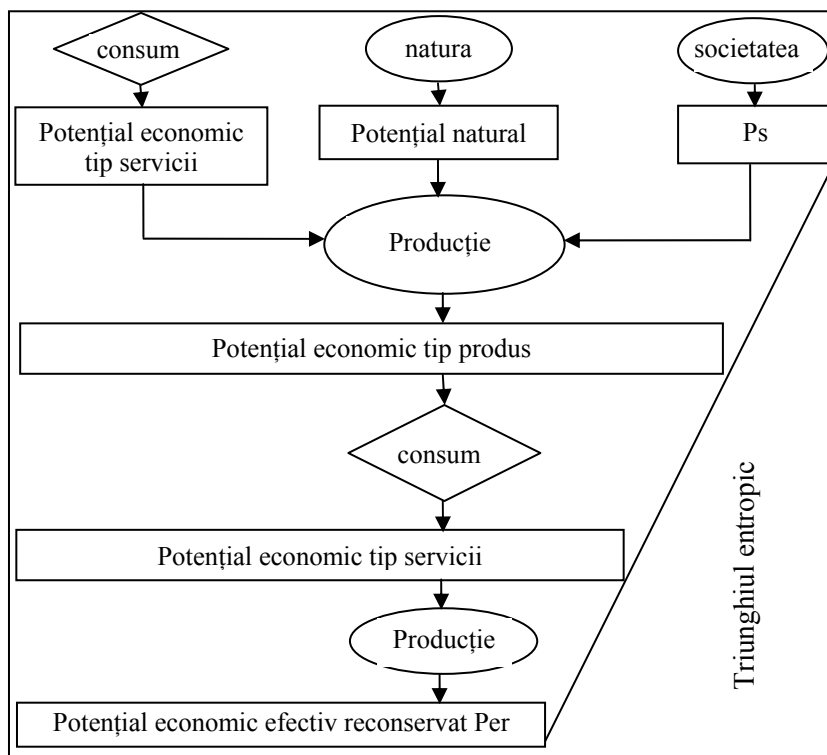 consum
natura
societatea
Potențial economic
tip servicii
Potențial natural
Ps
Producție
Potențial economic tip produs
consum
Potențial economic tip servicii
Producție
Potențial economic efectiv reconservat Per
Triunghiul entropic